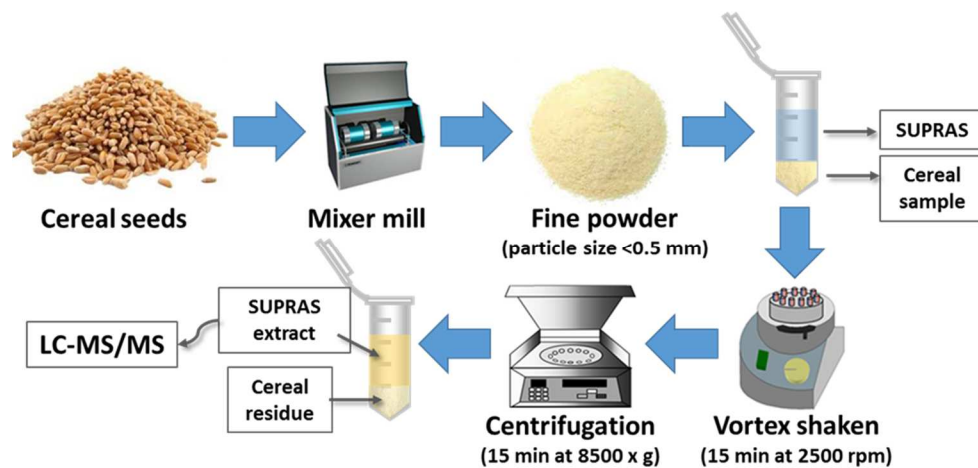 SUPRAS
Cereal
sample
Cereal seeds
Mixer mill
Fine powder
(particle size <0.5 mm)
Vortex shaken
(15 min at 2500 rpm)
Centrifugation
(15 min at 8500 x g)
SUPRAS
extract
Cereal
residue
LC-MS/MS